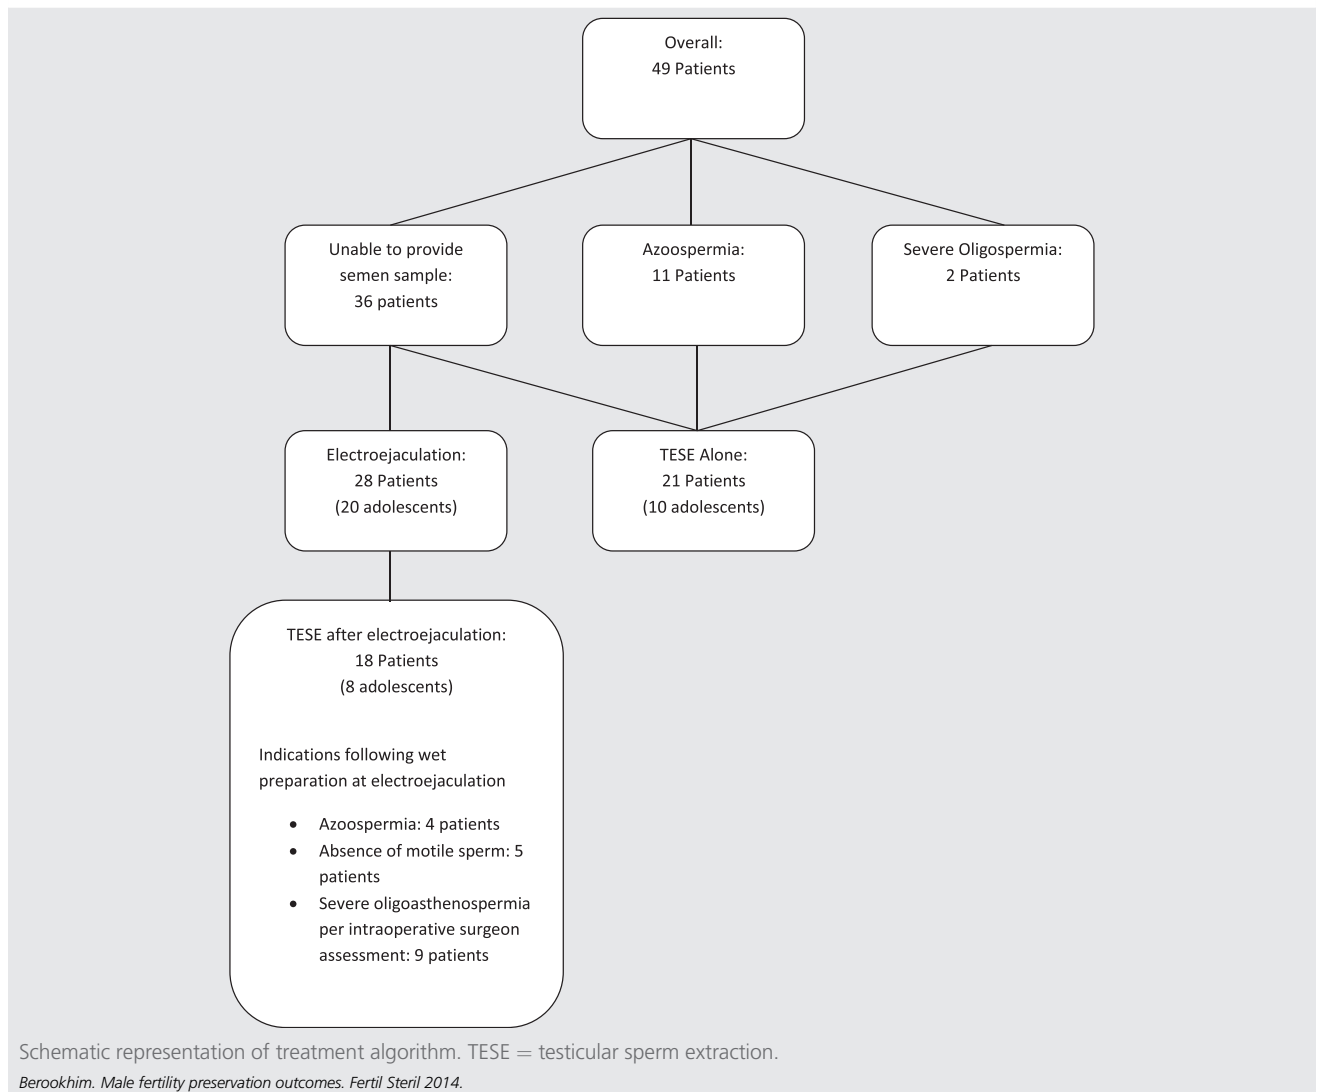 Overall:
49 Patients
Unable to provide
semen sample:
36 patients
Azoospermia:
11 Patients
Severe Oligospermia:
2 Patients
Electroejaculation:
28 Patients
(20 adolescents)
TESE Alone:
21 Patients
(10 adolescents)
TESE after electroejaculation:
18 Patients
(8 adolescents)
Indications following wet
preparation at electroejaculation
• Azoospermia: 4 patients
• Absence of motile sperm: 5
patients
• Severe oligoasthenospermia
per intraoperative surgeon
assessment: 9 patients
Schematic representation of treatment algorithm. TESE = testicular sperm extraction.
Berookhim. Male fertility preservation outcomes. Fertil Steril 2014.